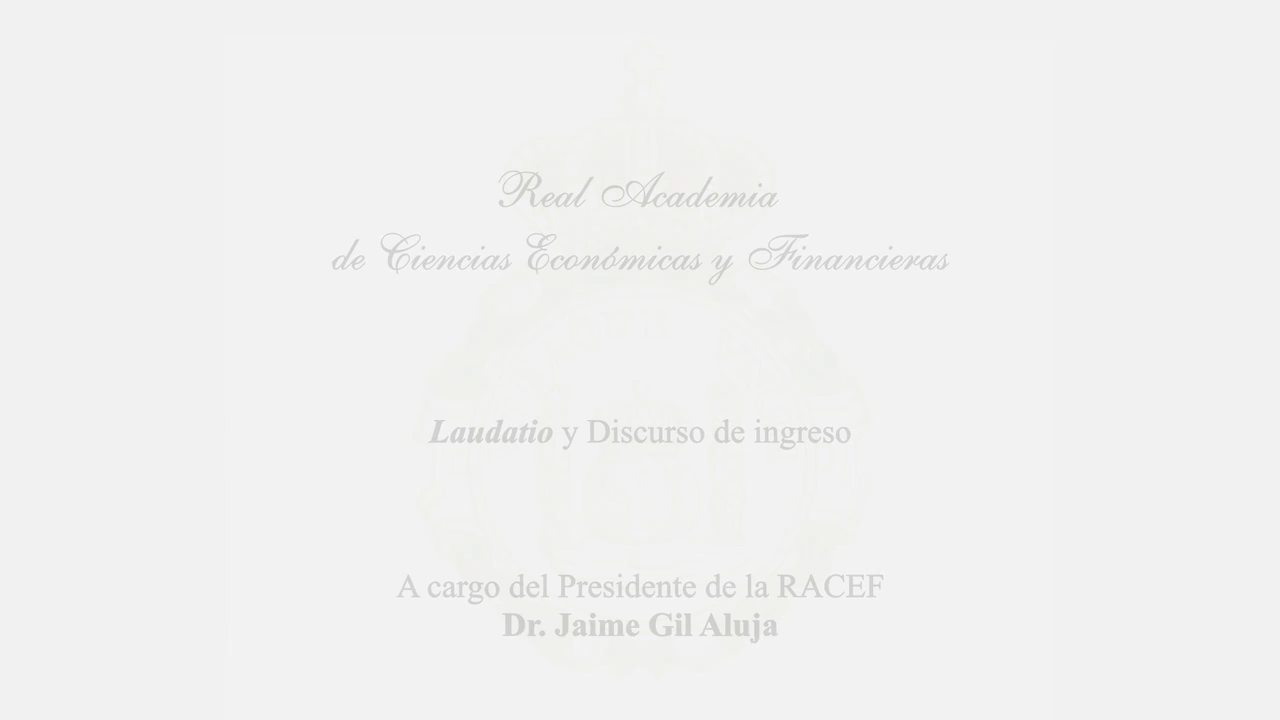 Real Academia
de Ciencias Económicas y Financieras
Laudatio y Discurso de ingreso
A cargo del Presidente de la RACEF
Dr. Jaime Gil Aluja